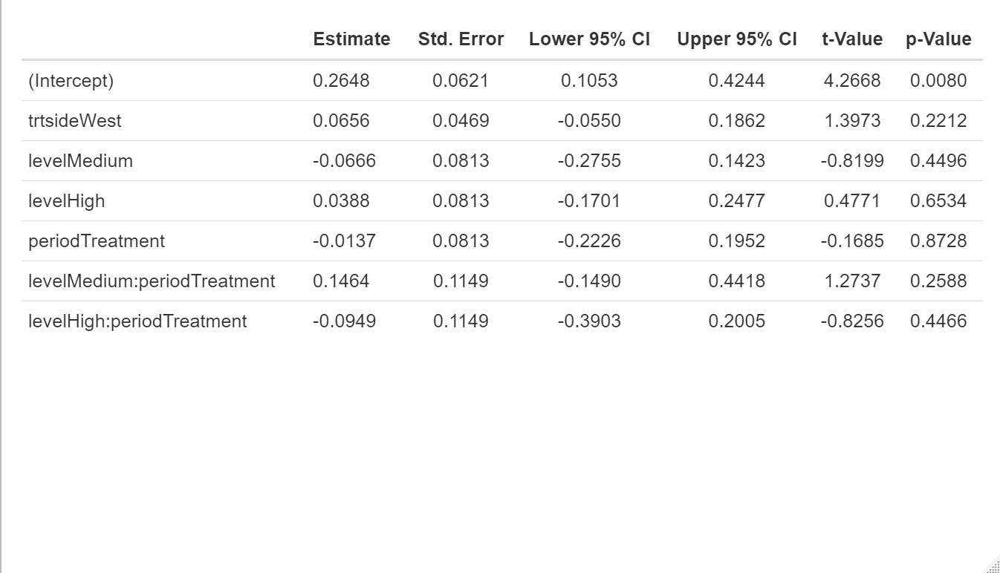 Estimate Std. Error Lower 95% CI Upper 95% CI t-Value p-Value
(Intercept) 0.2648 0.0621 0.1053 0.4244 4.2668 0.0080
trtsideWest 0.0656 0.0469 -0.0550 0.1862 1.3973 0.2212
levelMedium -0.0666 0.0813 -0.2755 0.1423 -0.8199 0.4496
levelHigh 0.0388 0.0813 -0.1701 0.2477 0.4771 0.6534
periodTreatment -0.0137 0.0813 -0.2226 0.1952 -0.1685 0.8728
levelMedium:periodTreatment 0.1464 0.1149 -0.1490 0.4418 1.2737 0.2588
levelHigh:periodTreatment -0.0949 0.1149 -0.3903 0.2005 -0.8256 0.4466